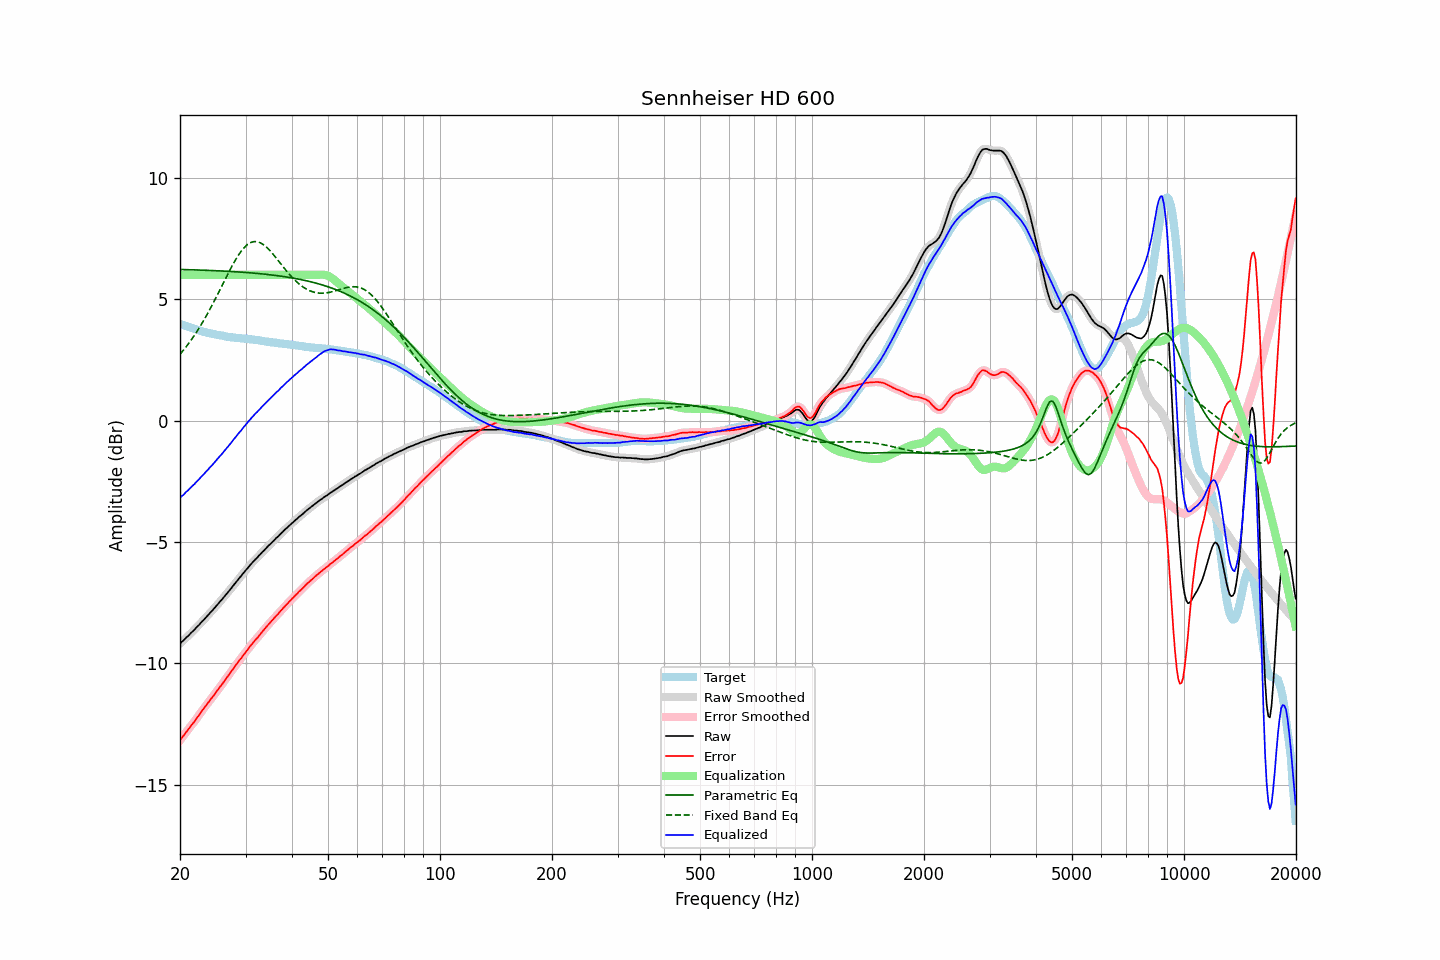 Sennheiser HD 600
Amplitude (dBr)
10
5
0
−5
−10
−15
Target
Raw Smoothed
Error Smoothed
Raw
Error
Equalization
Parametric Eq
Fixed Band Eq
Equalized
20 50 100 200 500 1000 2000 5000 10000 20000
Frequency (Hz)